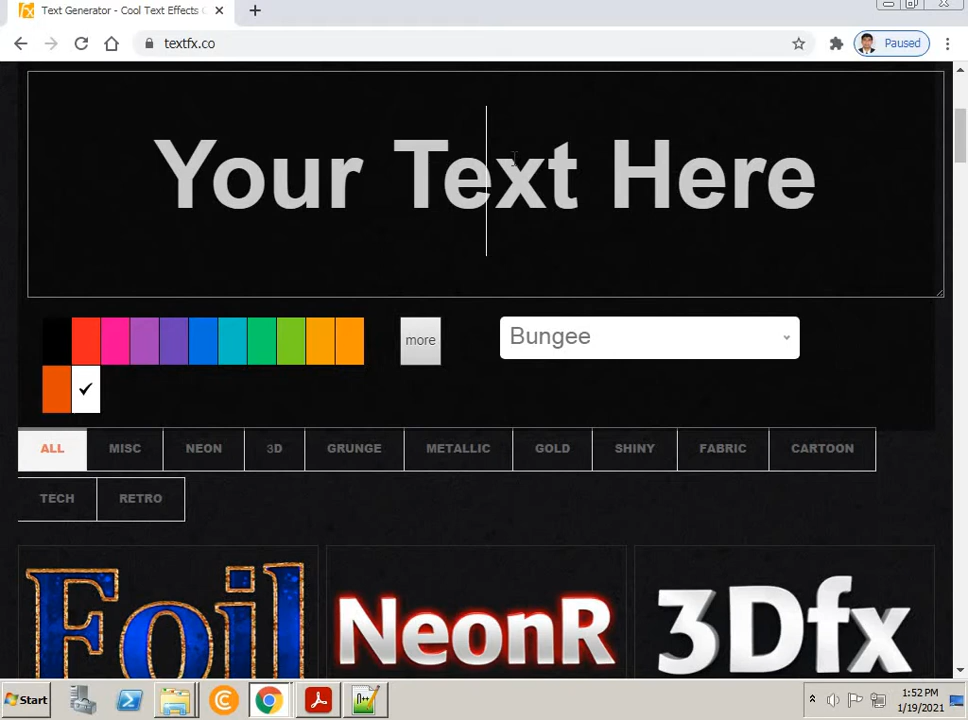 Text Generator - Cool Text Effects
textfx.co
Paused
Your Text Here
more
Bungee
ALL MISC NEON 3D GRUNGE METALLIC GOLD SHINY FABRIC CARTOON
TECH RETRO
Foil NeonR 3Dfx
Start
1:52 PM
1/19/2021